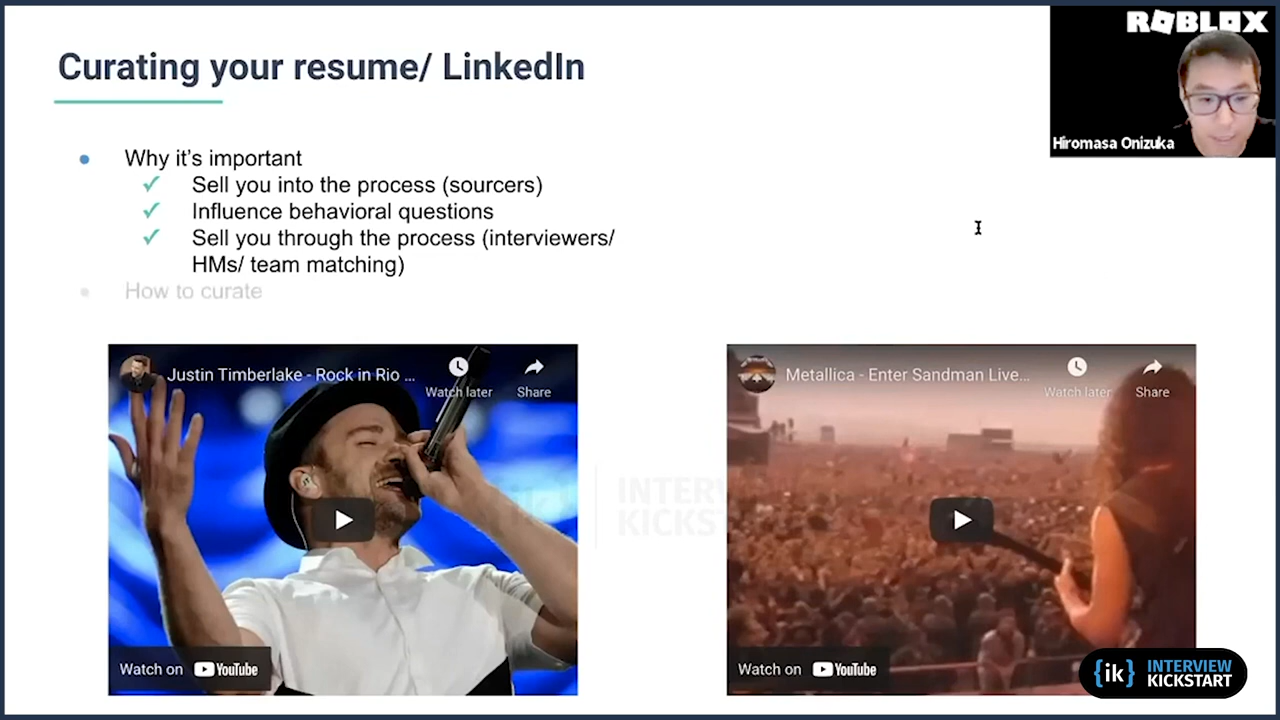 Curating your resume/ LinkedIn
ROBLOX
Hiromasa Onizuka
Why it's important
Sell you into the process (sourcers)
Influence behavioral questions
Sell you through the process (interviewers/
HMs/ team matching)
How to curate
Justin Timberlake - Rock in Rio ...
Watch later
Share
Watch on YouTube
Metallica - Enter Sandman Live...
Watch later
Share
Watch on YouTube
{ik} INTERVIEW
KICKSTART